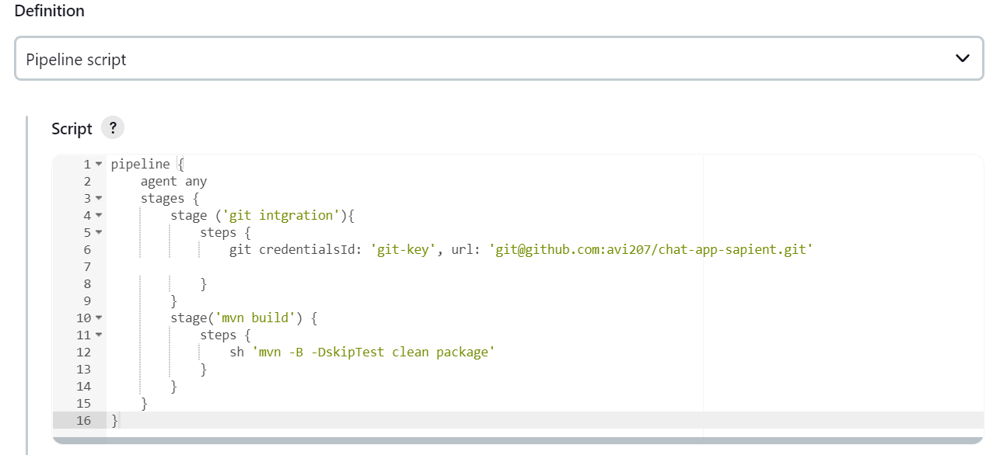 Definition
Pipeline script
Script ?
1 pipeline {
2 agent any
3 stages {
4 stage ('git intgration'){
5 steps {
6 git credentialsId: 'git-key', url: 'git@github.com:avi207/chat-app-sapient.git'
7
8 }
9 }
10 stage('mvn build') {
11 steps {
12 sh 'mvn -B -DskipTest clean package'
13 }
14 }
15 }
16 }